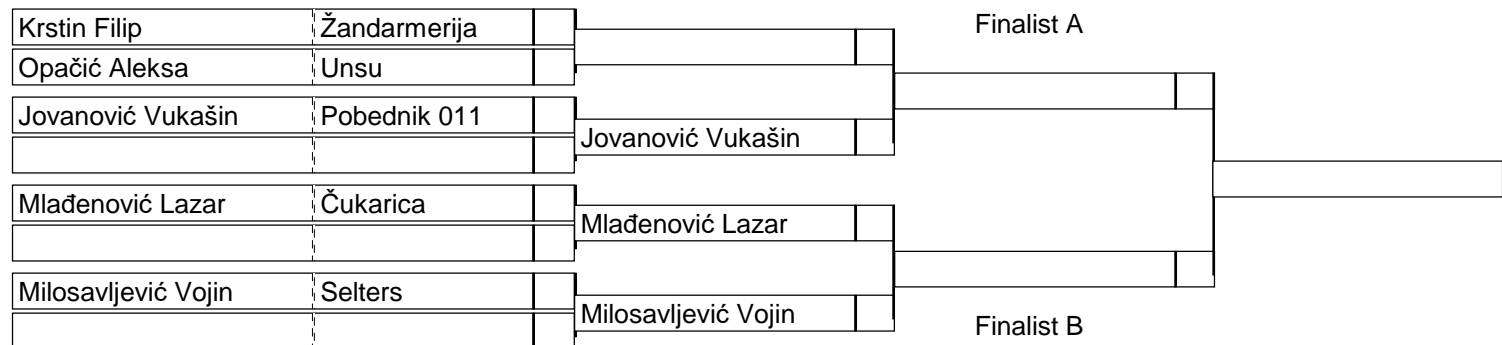 Krstin Filip Žandarmerija
Opačić Aleksa Unsu
Jovanović Vukašin Pobednik 011
Mlađenović Lazar Čukarica
Milosavljević Vojin Selters
Jovanović Vukašin
Mlađenović Lazar
Milosavljević Vojin
Finalist A
Finalist B